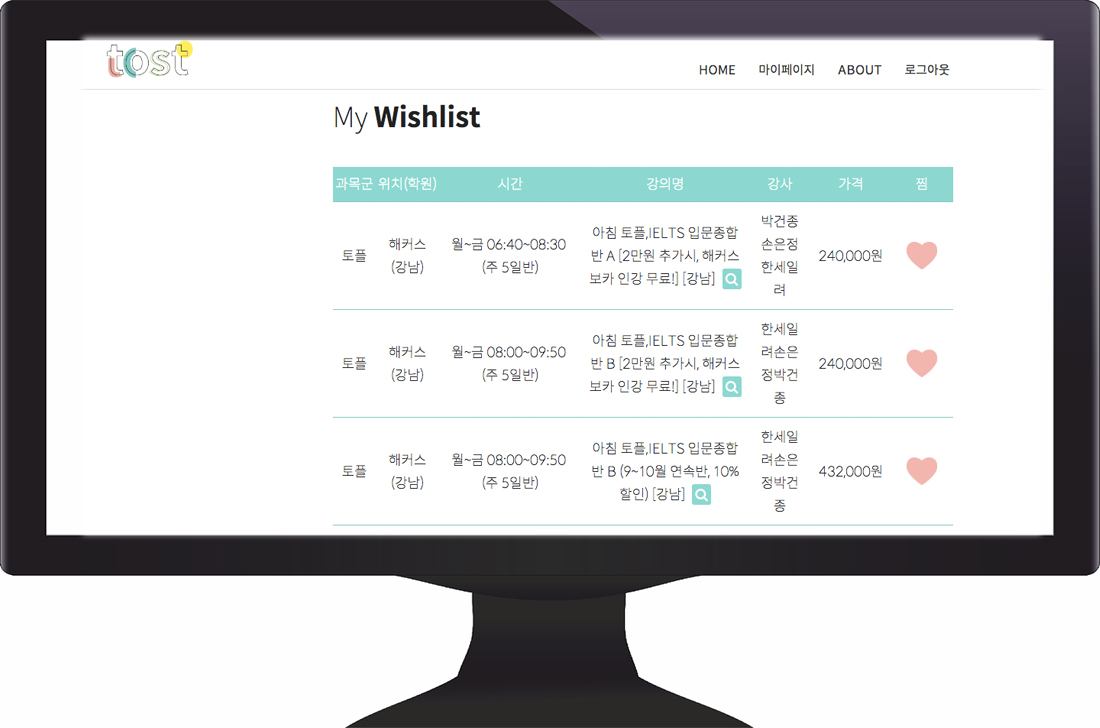 tost
HOME 마이페이지 ABOUT 로그아웃
My Wishlist
과목군 위치(학원) 시간 강의명 강사 가격 찜
토플
해커스
(강남)
월~금 06:40~08:30
(주 5일반)
아침 토플,IELTS 입문종합
반 A [2만원 추가시, 해커스
보카 인강 무료!] [강남]
박건종
손은정
한세일
려
240,000원
토플
해커스
(강남)
월~금 08:00~09:50
(주 5일반)
아침 토플,IELTS 입문종합
반 B [2만원 추가시, 해커스
보카 인강 무료!] [강남]
한세일
려손은
정박건
종
240,000원
토플
해커스
(강남)
월~금 08:00~09:50
(주 5일반)
아침 토플,IELTS 입문종합
반 B (9~10월 연속반, 10%
할인) [강남]
한세일
려손은
정박건
종
432,000원